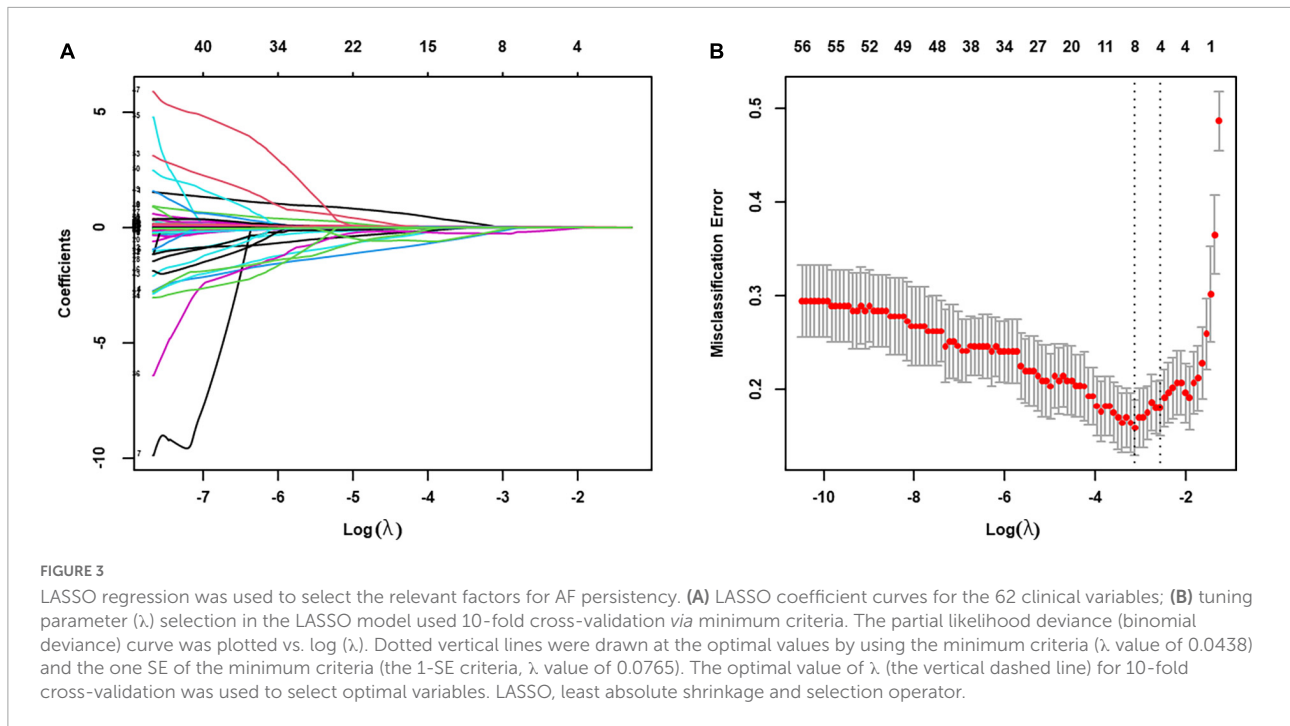 A
40 34 22 15 8 4
5
0
-5
-10
Coefficients
7
-7 -6 -5 -4 -3 -2
Log(λ)
B
56 55 52 49 48 38 34 27 20 11 8 4 4 1
0.5
0.4
0.3
0.2
Misclassification Error
-10 -8 -6 -4 -2
Log(λ)
FIGURE 3
LASSO regression was used to select the relevant factors for AF persistency. (A) LASSO coefficient curves for the 62 clinical variables; (B) tuning
parameter (λ) selection in the LASSO model used 10-fold cross-validation via minimum criteria. The partial likelihood deviance (binomial
deviance) curve was plotted vs. log (λ). Dotted vertical lines were drawn at the optimal values by using the minimum criteria (λ value of 0.0438)
and the one SE of the minimum criteria (the 1-SE criteria, λ value of 0.0765). The optimal value of λ (the vertical dashed line) for 10-fold
cross-validation was used to select optimal variables. LASSO, least absolute shrinkage and selection operator.